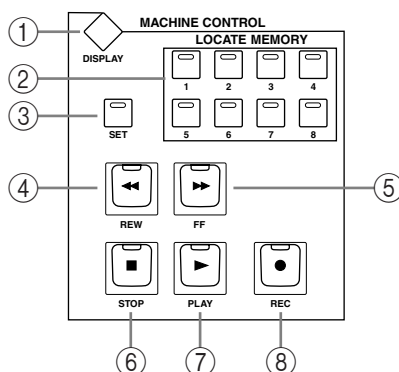 MACHINE CONTROL
1
DISPLAY
LOCATE MEMORY
2
1 2 3 4
3
SET
5 6 7 8
4
REW
FF
5
STOP
PLAY
REC
6 7 8